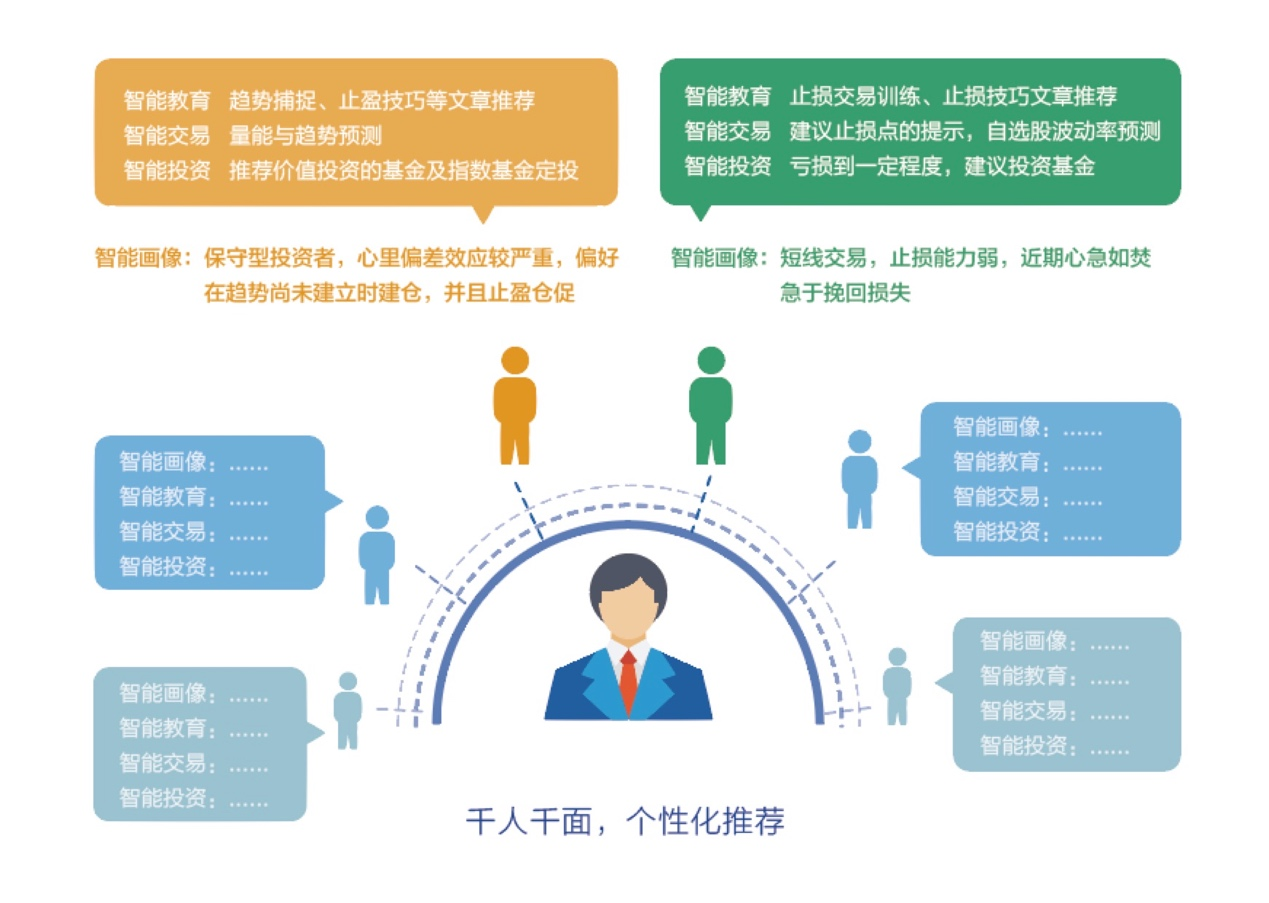 智能教育 趋势捕捉、止盈技巧等文章推荐
智能交易 量能与趋势预测
智能投资 推荐价值投资的基金及指数基金定投
智能画像：保守型投资者，心里偏差效应较严重，偏好
在趋势尚未建立时建仓，并且止盈仓促
智能教育 止损交易训练、止损技巧文章推荐
智能交易 建议止损点的提示，自选股波动率预测
智能投资 亏损到一定程度，建议投资基金
智能画像：短线交易，止损能力弱，近期心急如焚
急于挽回损失
智能画像：……
智能教育：……
智能交易：……
智能投资：……
智能画像：……
智能教育：……
智能交易：……
智能投资：……
智能画像：……
智能教育：……
智能交易：……
智能投资：……
智能画像：……
智能教育：……
智能交易：……
智能投资：……
千人千面，个性化推荐